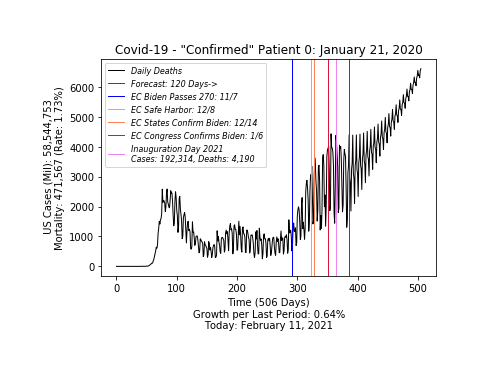 Covid-19 - "Confirmed" Patient 0: January 21, 2020
US Cases (Mil): 58,544,753
Mortality: 471,567 (Rate: 1.73%)
6000
5000
4000
3000
2000
1000
0
Daily Deaths
Forecast: 120 Days->
EC Biden Passes 270: 11/7
EC Safe Harbor: 12/8
EC States Confirm Biden: 12/14
EC Congress Confirms Biden: 1/6
Inauguration Day 2021
Cases: 192,314, Deaths: 4,190
0 100 200 300 400 500
Time (506 Days)
Growth per Last Period: 0.64%
Today: February 11, 2021